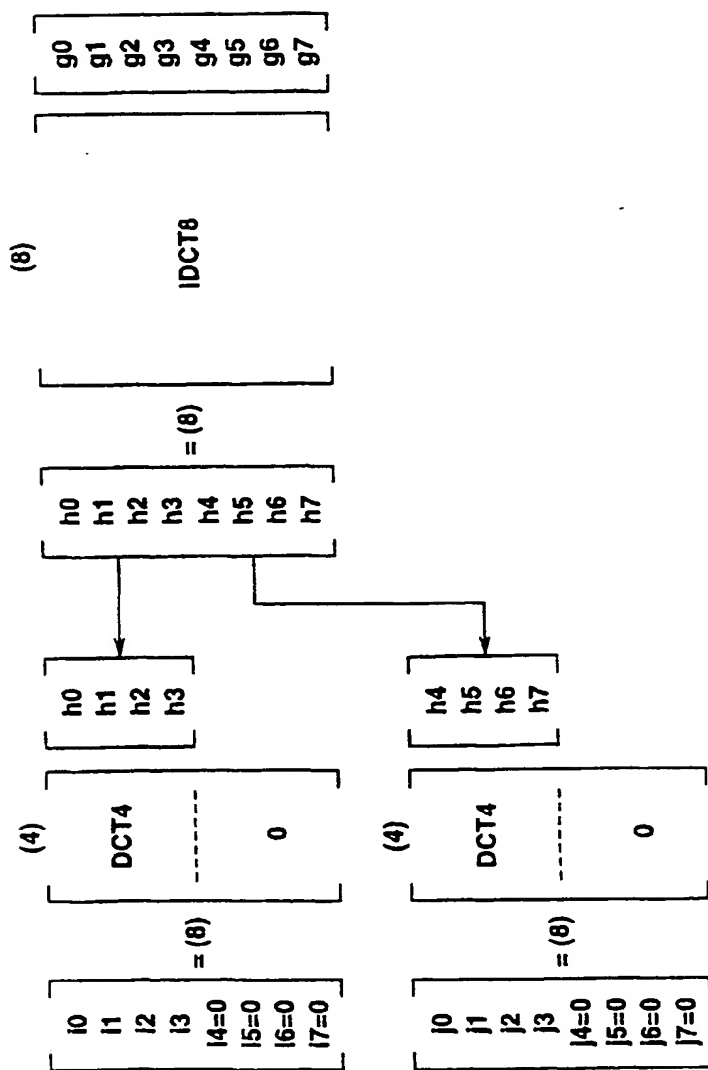 i0
i1
i2
i3
i4=0
i5=0
i6=0
i7=0
= (8)
(4)
DCT4
0
h0
h1
h2
h3
h0
h1
h2
h3
h4
h5
h6
h7
= (8)
(8)
IDCT8
g0
g1
g2
g3
g4
g5
g6
g7
j0
j1
j2
j3
j4=0
j5=0
j6=0
j7=0
= (8)
(4)
DCT4
0
h4
h5
h6
h7